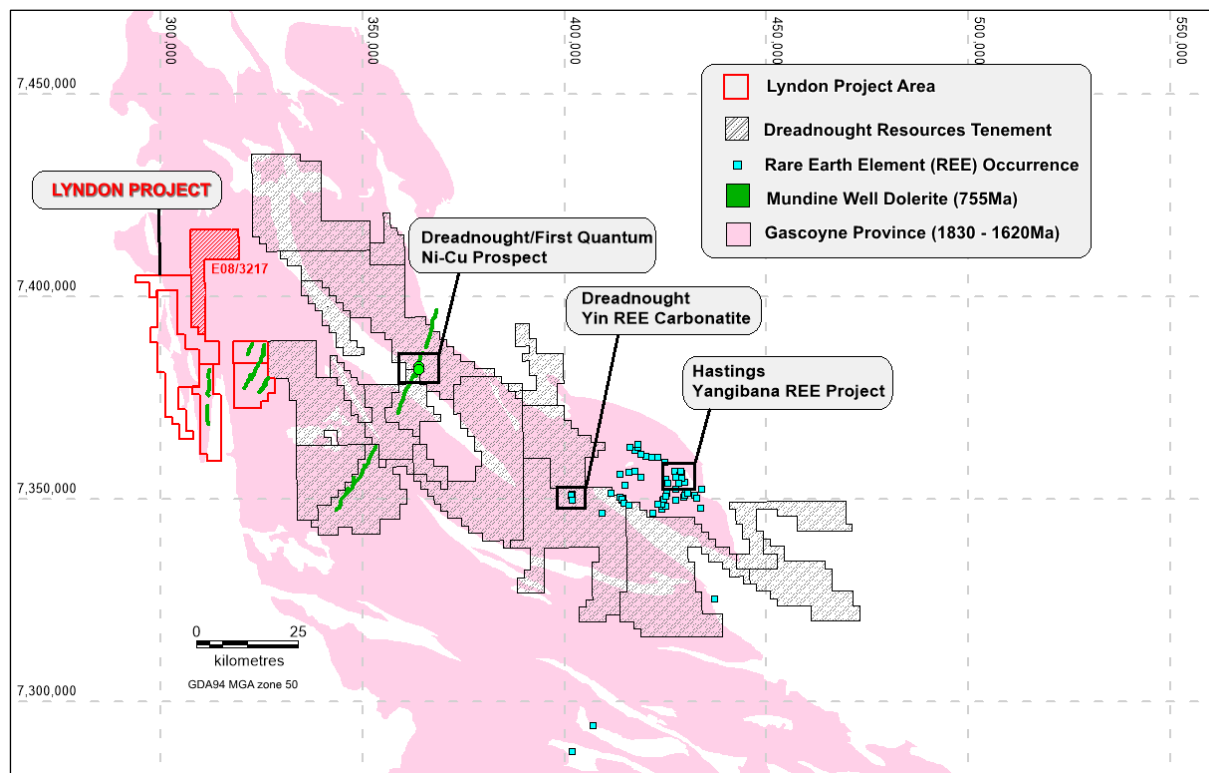 300,000
350,000
400,000
450,000
500,000
550,000
7,450,000
Lyndon Project Area
Dreadnought Resources Tenement
Rare Earth Element (REE) Occurrence
Mundine Well Dolerite (755Ma)
Gascoyne Province (1830 - 1620Ma)
LYNDON PROJECT
Dreadnought/First Quantum
Ni-Cu Prospect
E08/3217
7,400,000
Dreadnought
Yin REE Carbonatite
Hastings
Yangibana REE Project
7,350,000
0 25
kilometres
GDA94 MGA zone 50
7,300,000